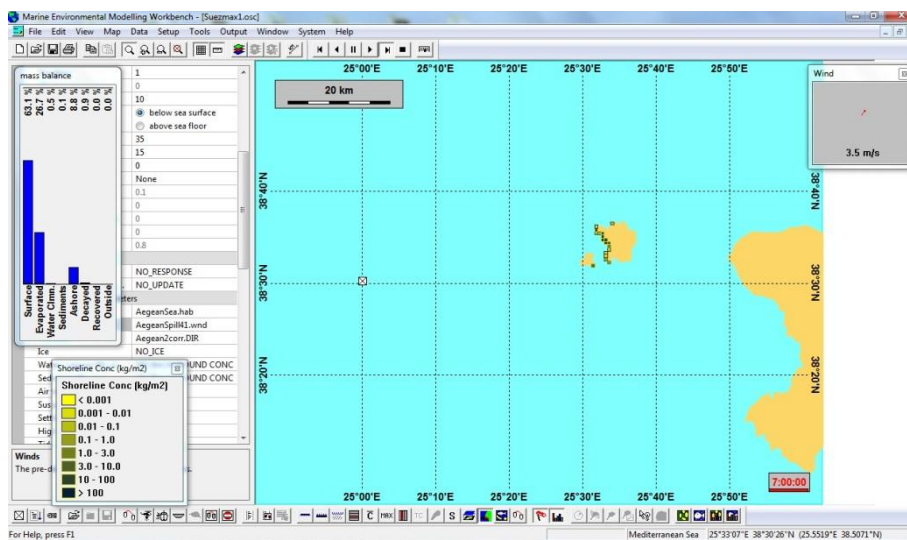 Marine Environmental Modelling Workbench - [Suezmax1.osc]
File Edit View Map Data Setup Tools Output Window System Help
mass balance
63.1 %
26.7 %
0.5 %
0.1 %
8.8 %
0.9 %
0.0 %
0.0 %
Surface
Evaporated
Water Clmn.
Sediments
Ashore
Decayed
Recovered
Outside
1
0
10
below sea surface
above sea floor
35
15
0
None
0.1
0
0
0
0.8
NO_RESPONSE
NO_UPDATE
eters
AegeanSea.hab
AegeanSpill41.wnd
Aegean2corr.DIR
Ice NO_ICE
Wat UND CONC
Sed UND CONC
Air
Sus
Sett
Hig
Shoreline Conc (kg/m2)
Shoreline Conc (kg/m2)
< 0.001
0.001 - 0.01
0.01 - 0.1
0.1 - 1.0
1.0 - 3.0
3.0 - 10.0
10 - 100
> 100
Winds
The pre-d
s.
25°00'E 25°10'E 25°20'E 25°30'E 25°40'E 25°50'E
20 km
38°40'N
38°30'N
38°20'N
Wind
3.5 m/s
38°40'N
38°30'N
38°20'N
7:00:00
25°00'E 25°10'E 25°20'E 25°30'E 25°40'E 25°50'E
C MAX TC S
For Help, press F1
Mediterranean Sea 25°33'07"E 38°30'26"N (25.5519°E 38.5071°N)